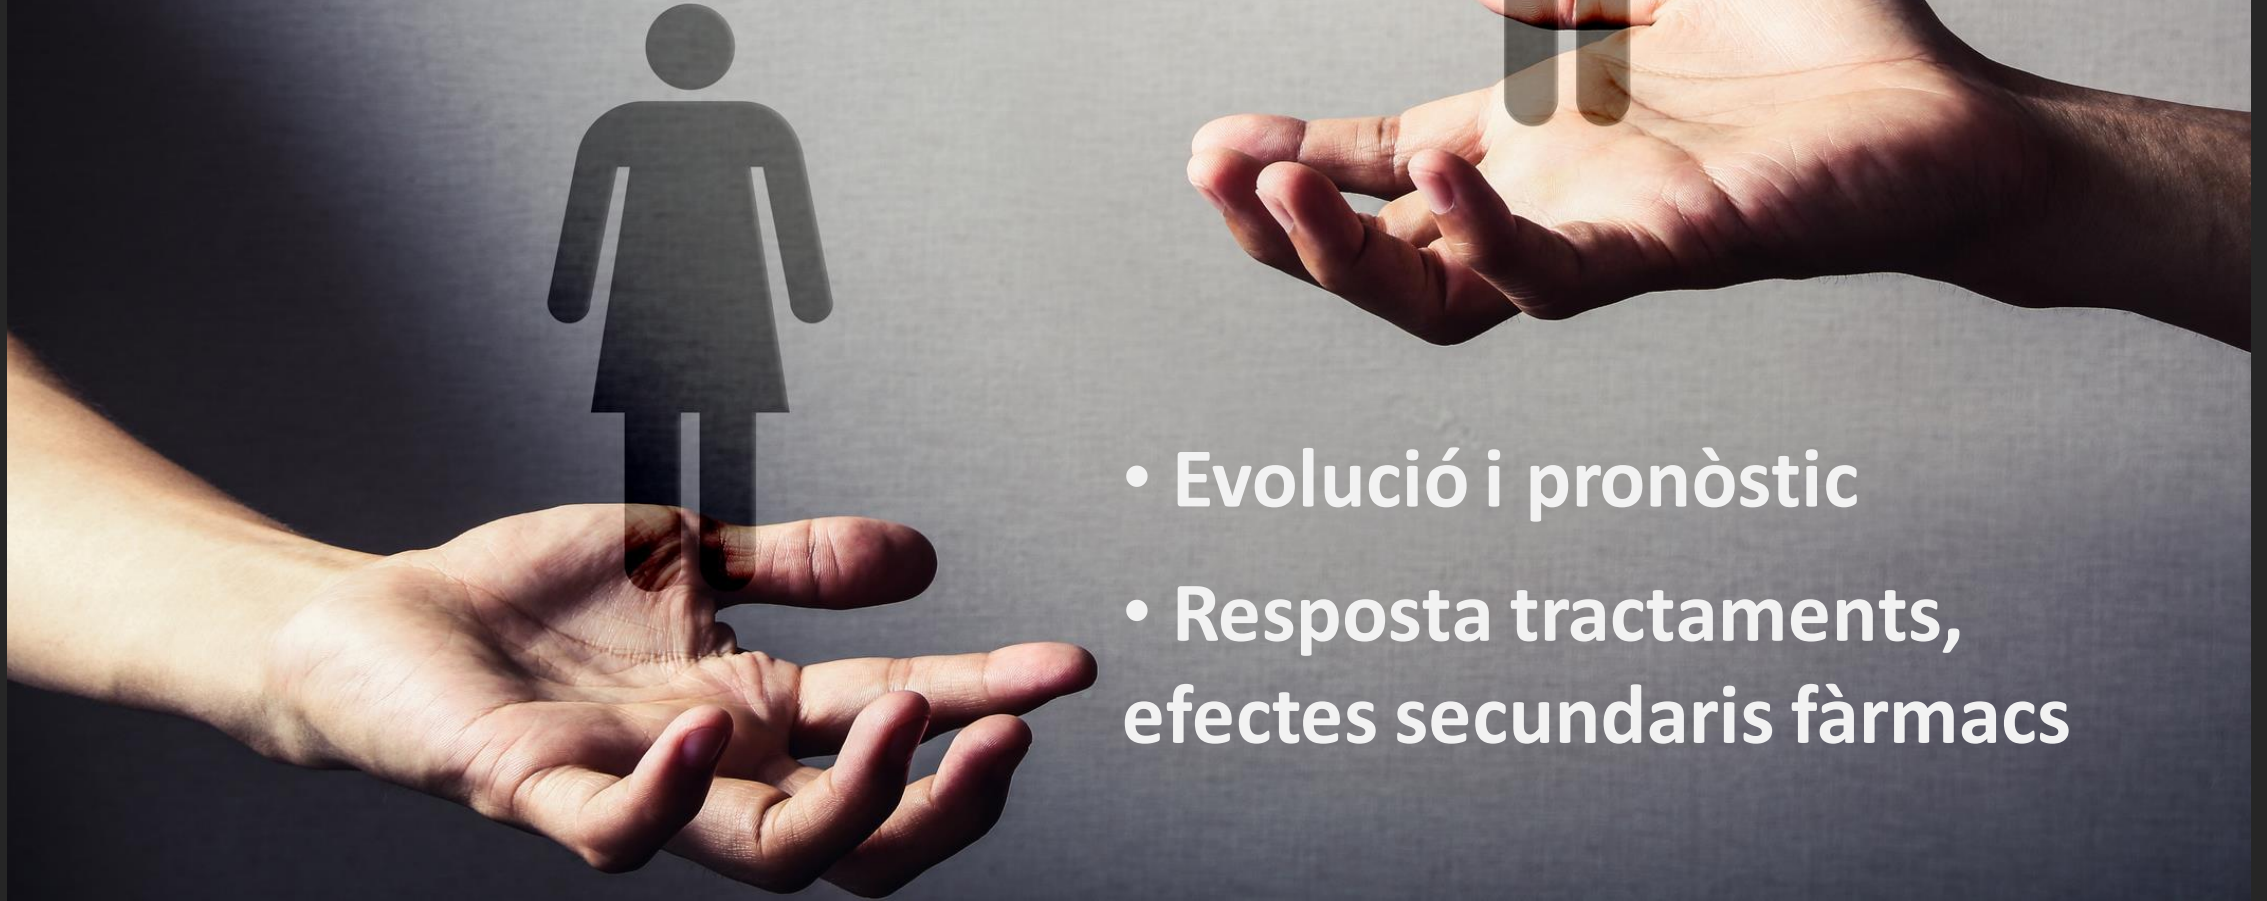 • Evolució i pronòstic
• Resposta tractaments,
efectes secundaris fàrmacs